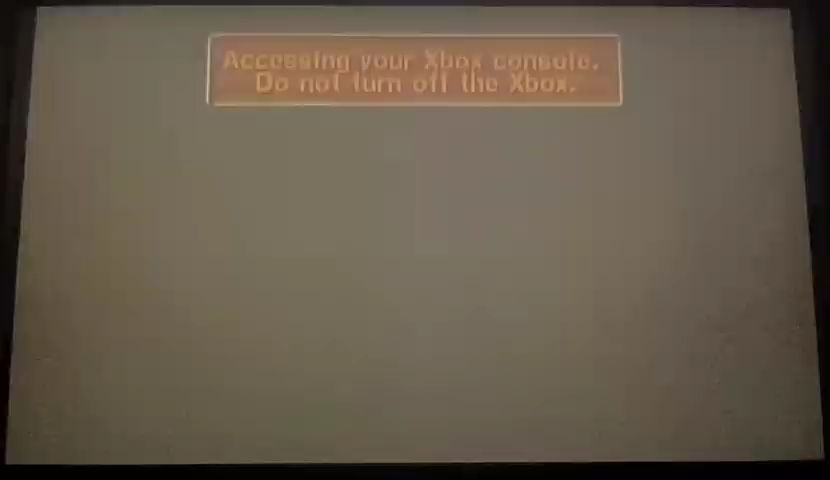 Accessing your Xbox console.
Do not turn off the Xbox.